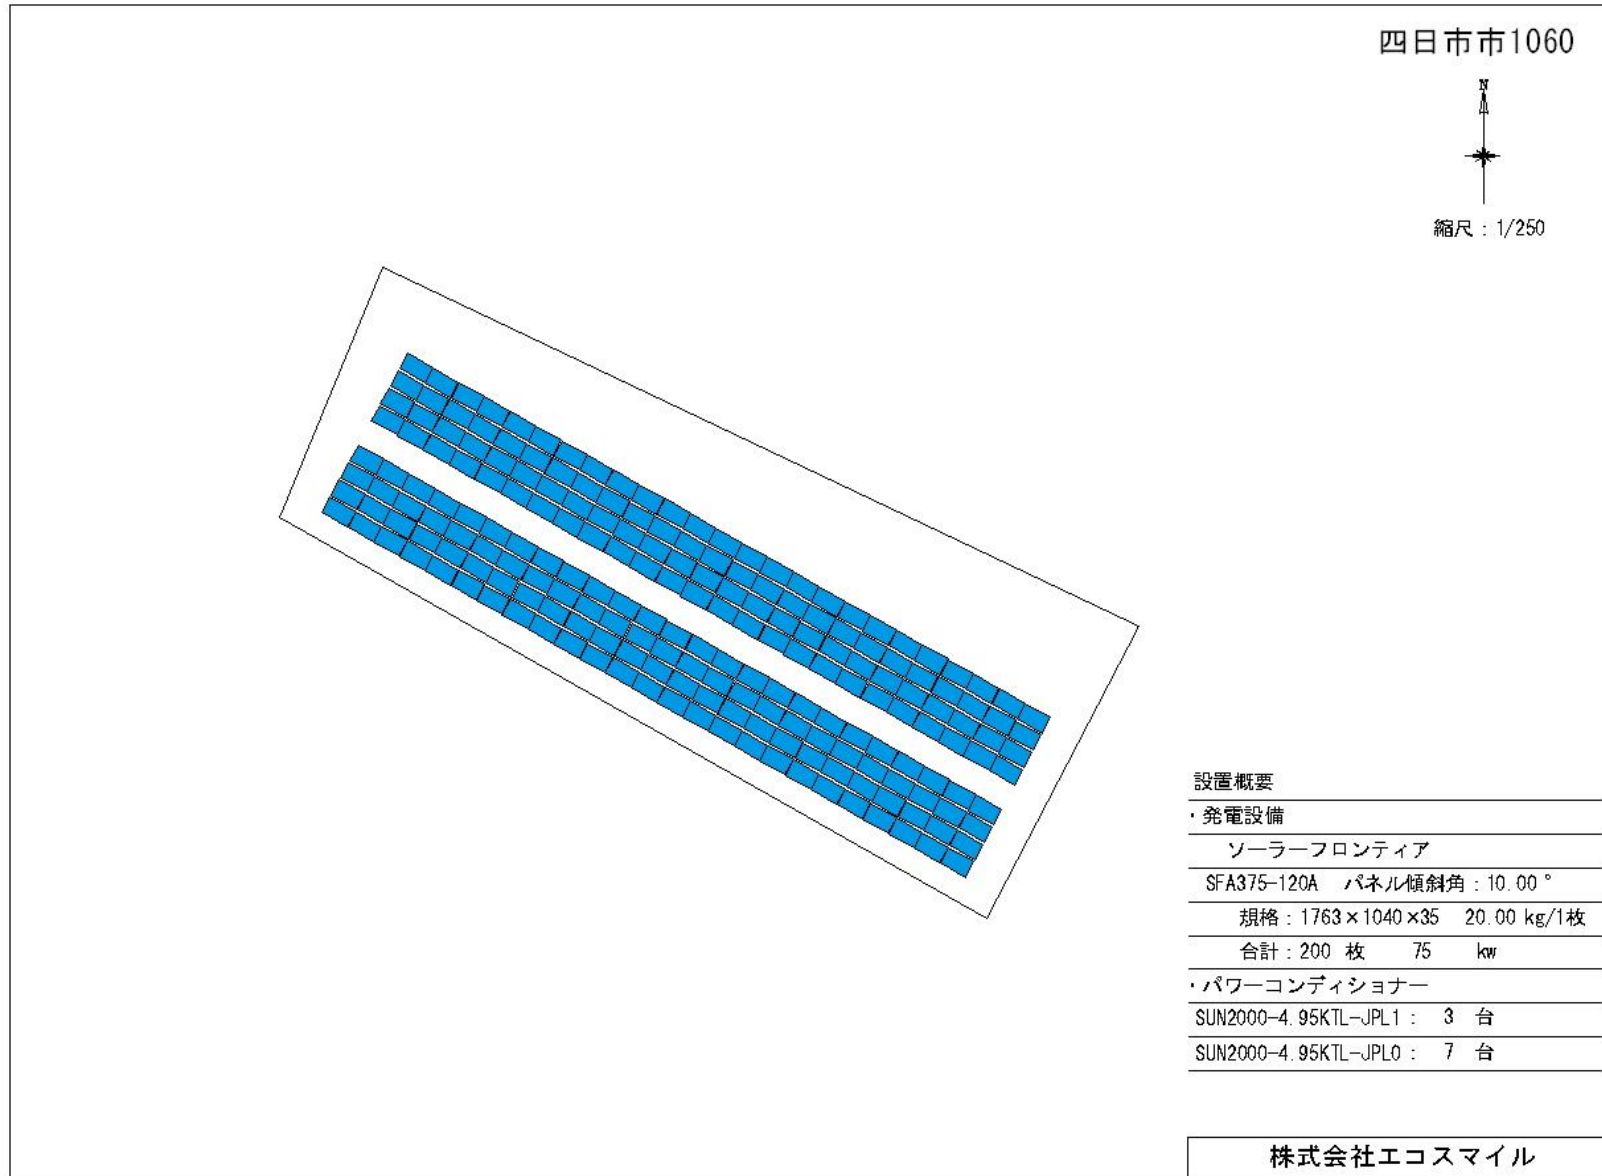 四日市市1060
N
縮尺：1/250
設置概要
・発電設備
ソーラーフロンティア
SFA375-120A パネル傾斜角：10.00°
規格：1763×1040×35 20.00 kg/1枚
合計：200 枚 75 kw
・パワーコンディショナー
SUN2000-4.95KTL-JPL1： 3 台
SUN2000-4.95KTL-JPL0： 7 台
株式会社エコスマイル